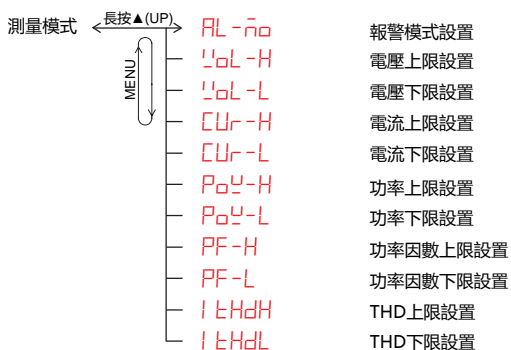 測量模式 長按▲(UP) AL-no 報警模式設置
MENU
VoL-H 電壓上限設置
VoL-L 電壓下限設置
CUr-H 電流上限設置
CUr-L 電流下限設置
PoW-H 功率上限設置
PoW-L 功率下限設置
PF-H 功率因數上限設置
PF-L 功率因數下限設置
ItHdH THD上限設置
ItHdL THD下限設置